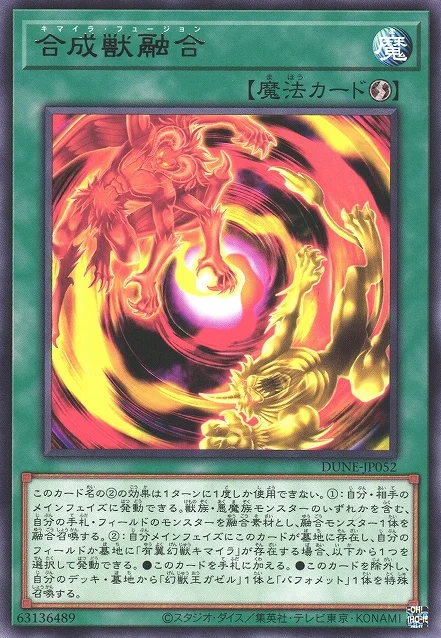 キマイラ・フュージョン
合成獣融合
魔
【魔法カード】
DUNE-JP052
このカード名の②の効果は1ターンに1度しか使用できない。①：自分・相手
のメインフェイズに発動できる。獣族・悪魔族モンスターのいずれかを含む、
自分の手札・フィールドのモンスターを融合素材とし、融合モンスター1体を
融合召喚する。②：自分メインフェイズにこのカードが墓地に存在し、自分の
フィールドか墓地に「有翼幻獣キマイラ」が存在する場合、以下から1つを
選択して発動できる。●このカードを手札に加える。●このカードを除外し、
自分のデッキ・墓地から「幻獣王ガゼル」1体と「バフォメット」1体を特殊
召喚する。
63136489
©スタジオ・ダイス／集英社・テレビ東京・KONAMI